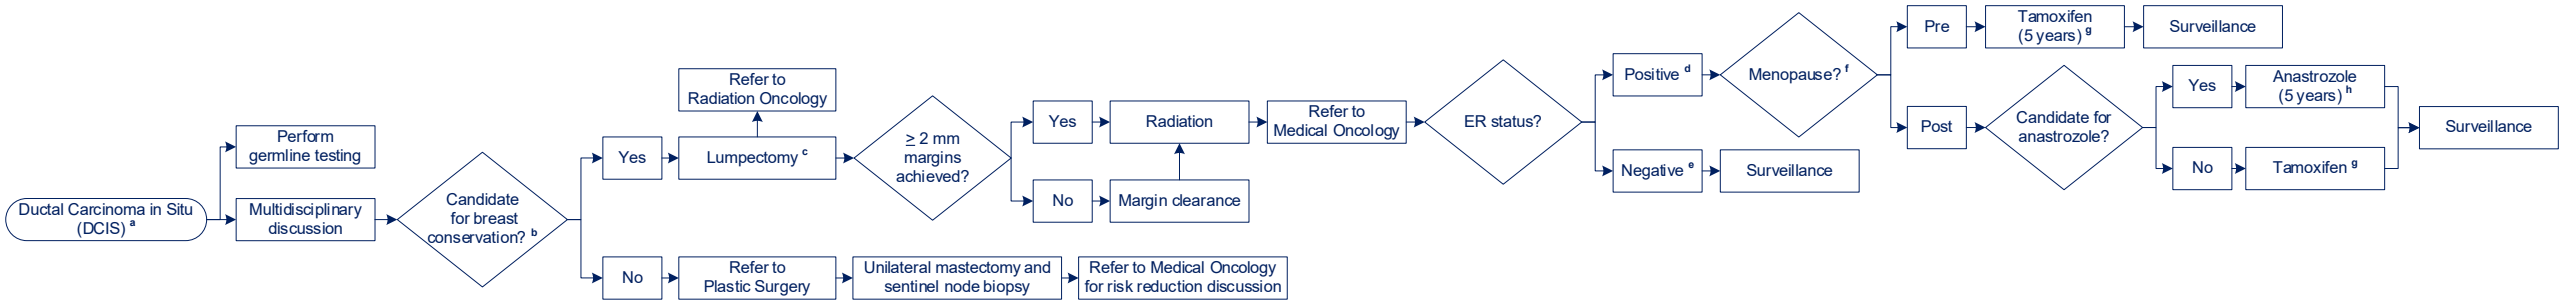 Ductal Carcinoma in Situ
(DCIS) a
Perform
germline testing
Multidisciplinary
discussion
Candidate
for breast
conservation? b
Yes
Lumpectomy c
Refer to
Radiation Oncology
≥ 2 mm
margins
achieved?
Yes
Radiation
No
Margin clearance
Refer to
Medical Oncology
ER status?
Positive d
Menopause? f
Pre
Tamoxifen
(5 years) g
Surveillance
Post
Candidate for
anastrozole?
Yes
Anastrozole
(5 years) h
No
Tamoxifen g
Surveillance
Negative e
Surveillance
No
Refer to
Plastic Surgery
Unilateral mastectomy and
sentinel node biopsy
Refer to Medical Oncology
for risk reduction discussion